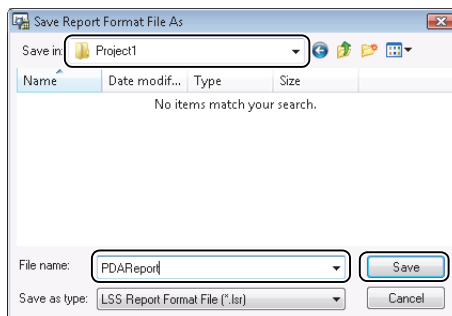 Save Report Format File As
Save in: Project1
Name Date modif... Type Size
No items match your search.
File name: PDAReport Save
Save as type: LSS Report Format File (*.lsr) Cancel